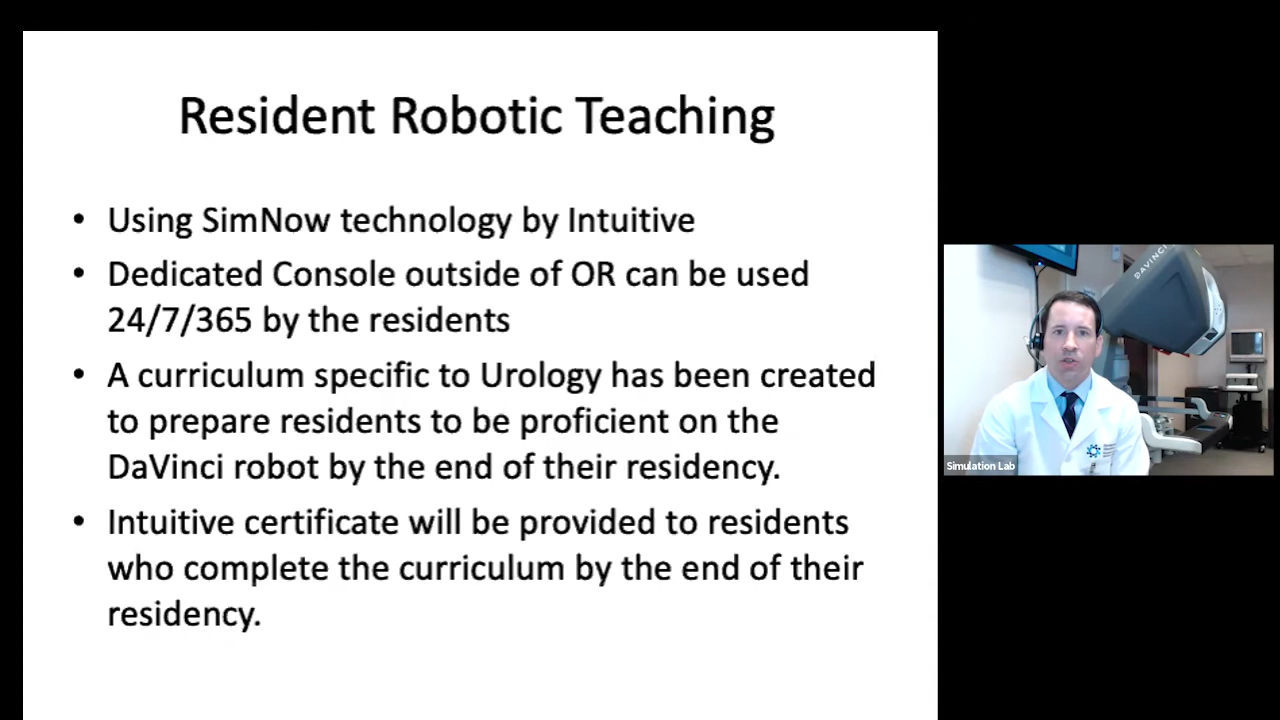 Resident Robotic Teaching
• Using SimNow technology by Intuitive
• Dedicated Console outside of OR can be used
24/7/365 by the residents
• A curriculum specific to Urology has been created
to prepare residents to be proficient on the
DaVinci robot by the end of their residency.
• Intuitive certificate will be provided to residents
who complete the curriculum by the end of their
residency.
DAVINCI
Simulation Lab